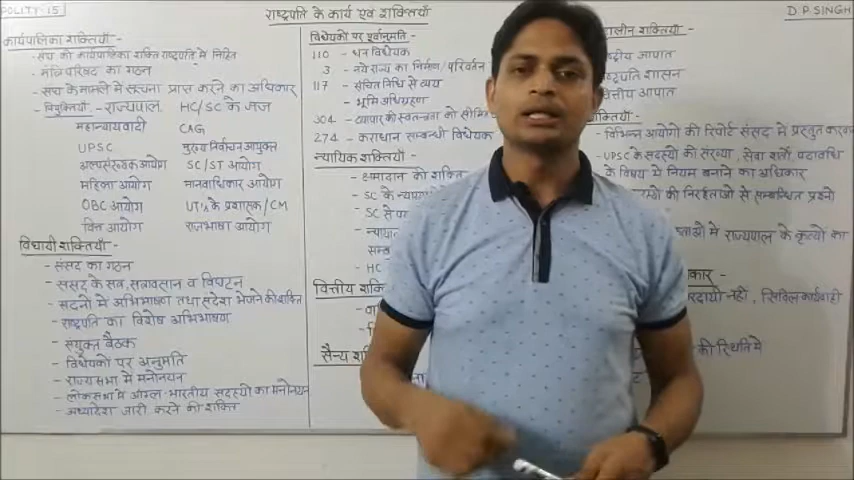 POLITY-15
राष्ट्रपति के कार्य एवं शक्तियाँ
D.P.SINGH
कार्यपालिका शक्तियाँ -
- संघ की कार्यपालिका शक्ति राष्ट्रपति मे निहित
- मंत्रिपरिषद का गठन
- संघ के मामले मे सूचना प्राप्त करने का अधिकार
- नियुक्तियाँ - राज्यपाल HC/SC के जज
महान्यायवादी CAG
UPSC मुख्य निर्वाचन आयुक्त
अल्पसंख्यक आयोग SC/ST आयोग
महिला आयोग मानवाधिकार आयोग
OBC आयोग UT's के प्रशासक/CM
वित्त आयोग राजभाषा आयोग
विधायी शक्तियाँ -
- संसद का गठन
- संसद के सत्र, सत्रावसान व विघटन
- सदनो मे अभिभाषण तथा संदेश भेजने की शक्ति
- राष्ट्रपति का विशेष अभिभाषण
- संयुक्त बैठक
- विधेयको पर अनुमति
- राज्यसभा मे मनोनयन
- लोकसभा मे आंग्ल भारतीय सदस्यो का मनोनयन
- अध्यादेश जारी करने की शक्ति
विधेयको पर पूर्वानुमति -
110 - धन विधेयक
3 - नये राज्य का निर्माण/परिवर्तन
117 - संचित निधि से व्यय
- भूमि अधिग्रहण
304 - व्यापार की स्वतन्त्रता को सीमित
274 - कराधान सम्बन्धी विधेयक
न्यायिक शक्तियाँ -
- क्षमादान की शक्ति
- SC के
- SC से
-
- HC
वित्तीय
सैन्य
शक्तियाँ -
आपात
राष्ट्रपति शासन
वित्तीय आपात
शक्तियाँ -
- विभिन्न आयोगो की रिपोर्ट संसद मे प्रस्तुत करवाना
- UPSC के सदस्यो की संख्या, सेवा शर्तो, पदावधि
के विषय मे नियम बनाने का अधिकार
की निर्हताओ से सम्बन्धित प्रश्नो
मे राज्यपाल के कृत्यो का
नही, सिविल कार्यवाही
की स्थिति मे